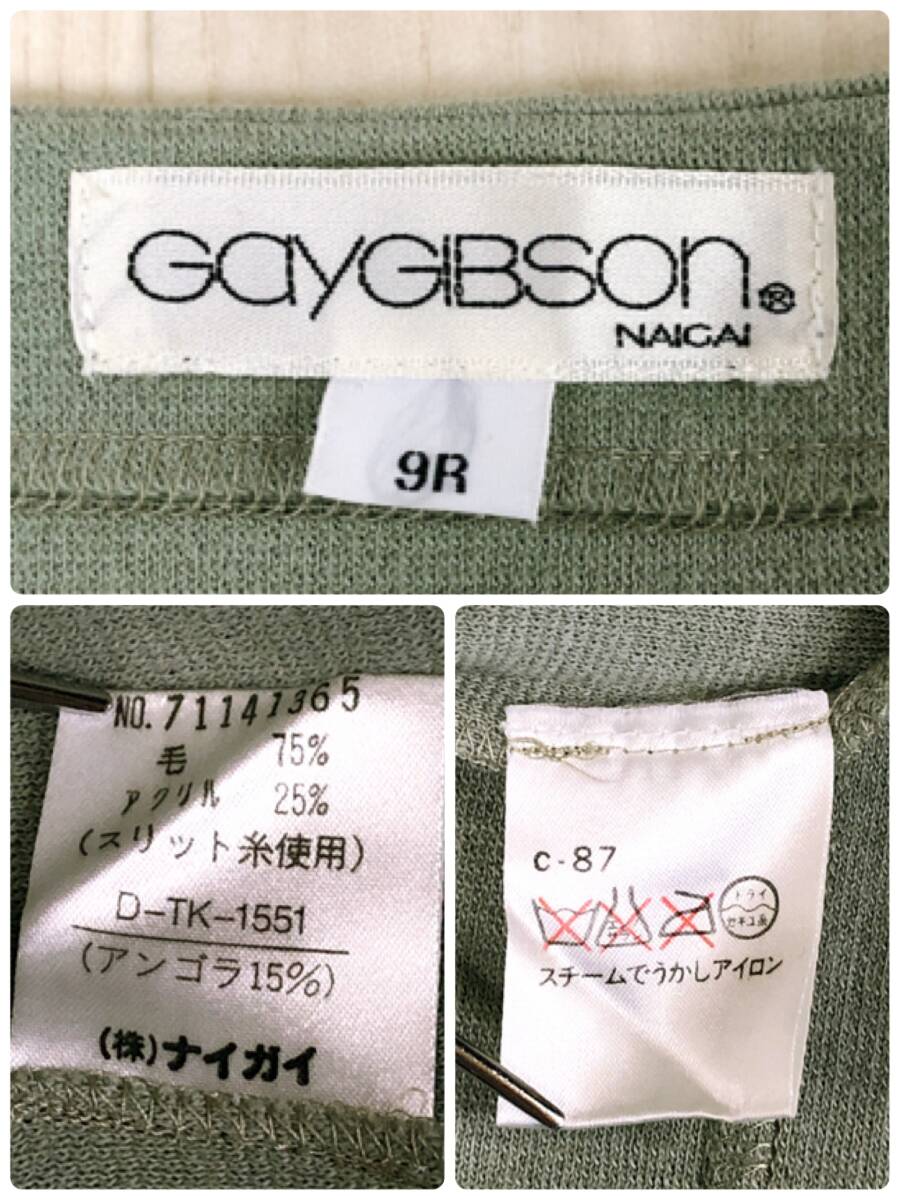 GayGIBSON®
NAIGAI
9R
NO.71141365
毛 75%
アクリル 25%
(スリット糸使用)
D-TK-1551
(アンゴラ15%)
(株)ナイガイ
C-87
ドライ
セキユ系
スチームでうかしアイロン